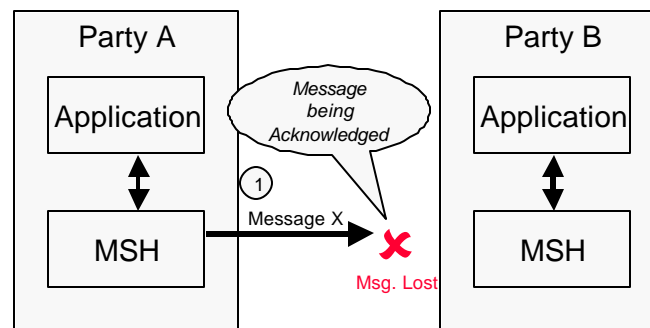 Party A
Application
MSH
1
Message X
Message
being
Acknowledged
Msg. Lost
Party B
Application
MSH